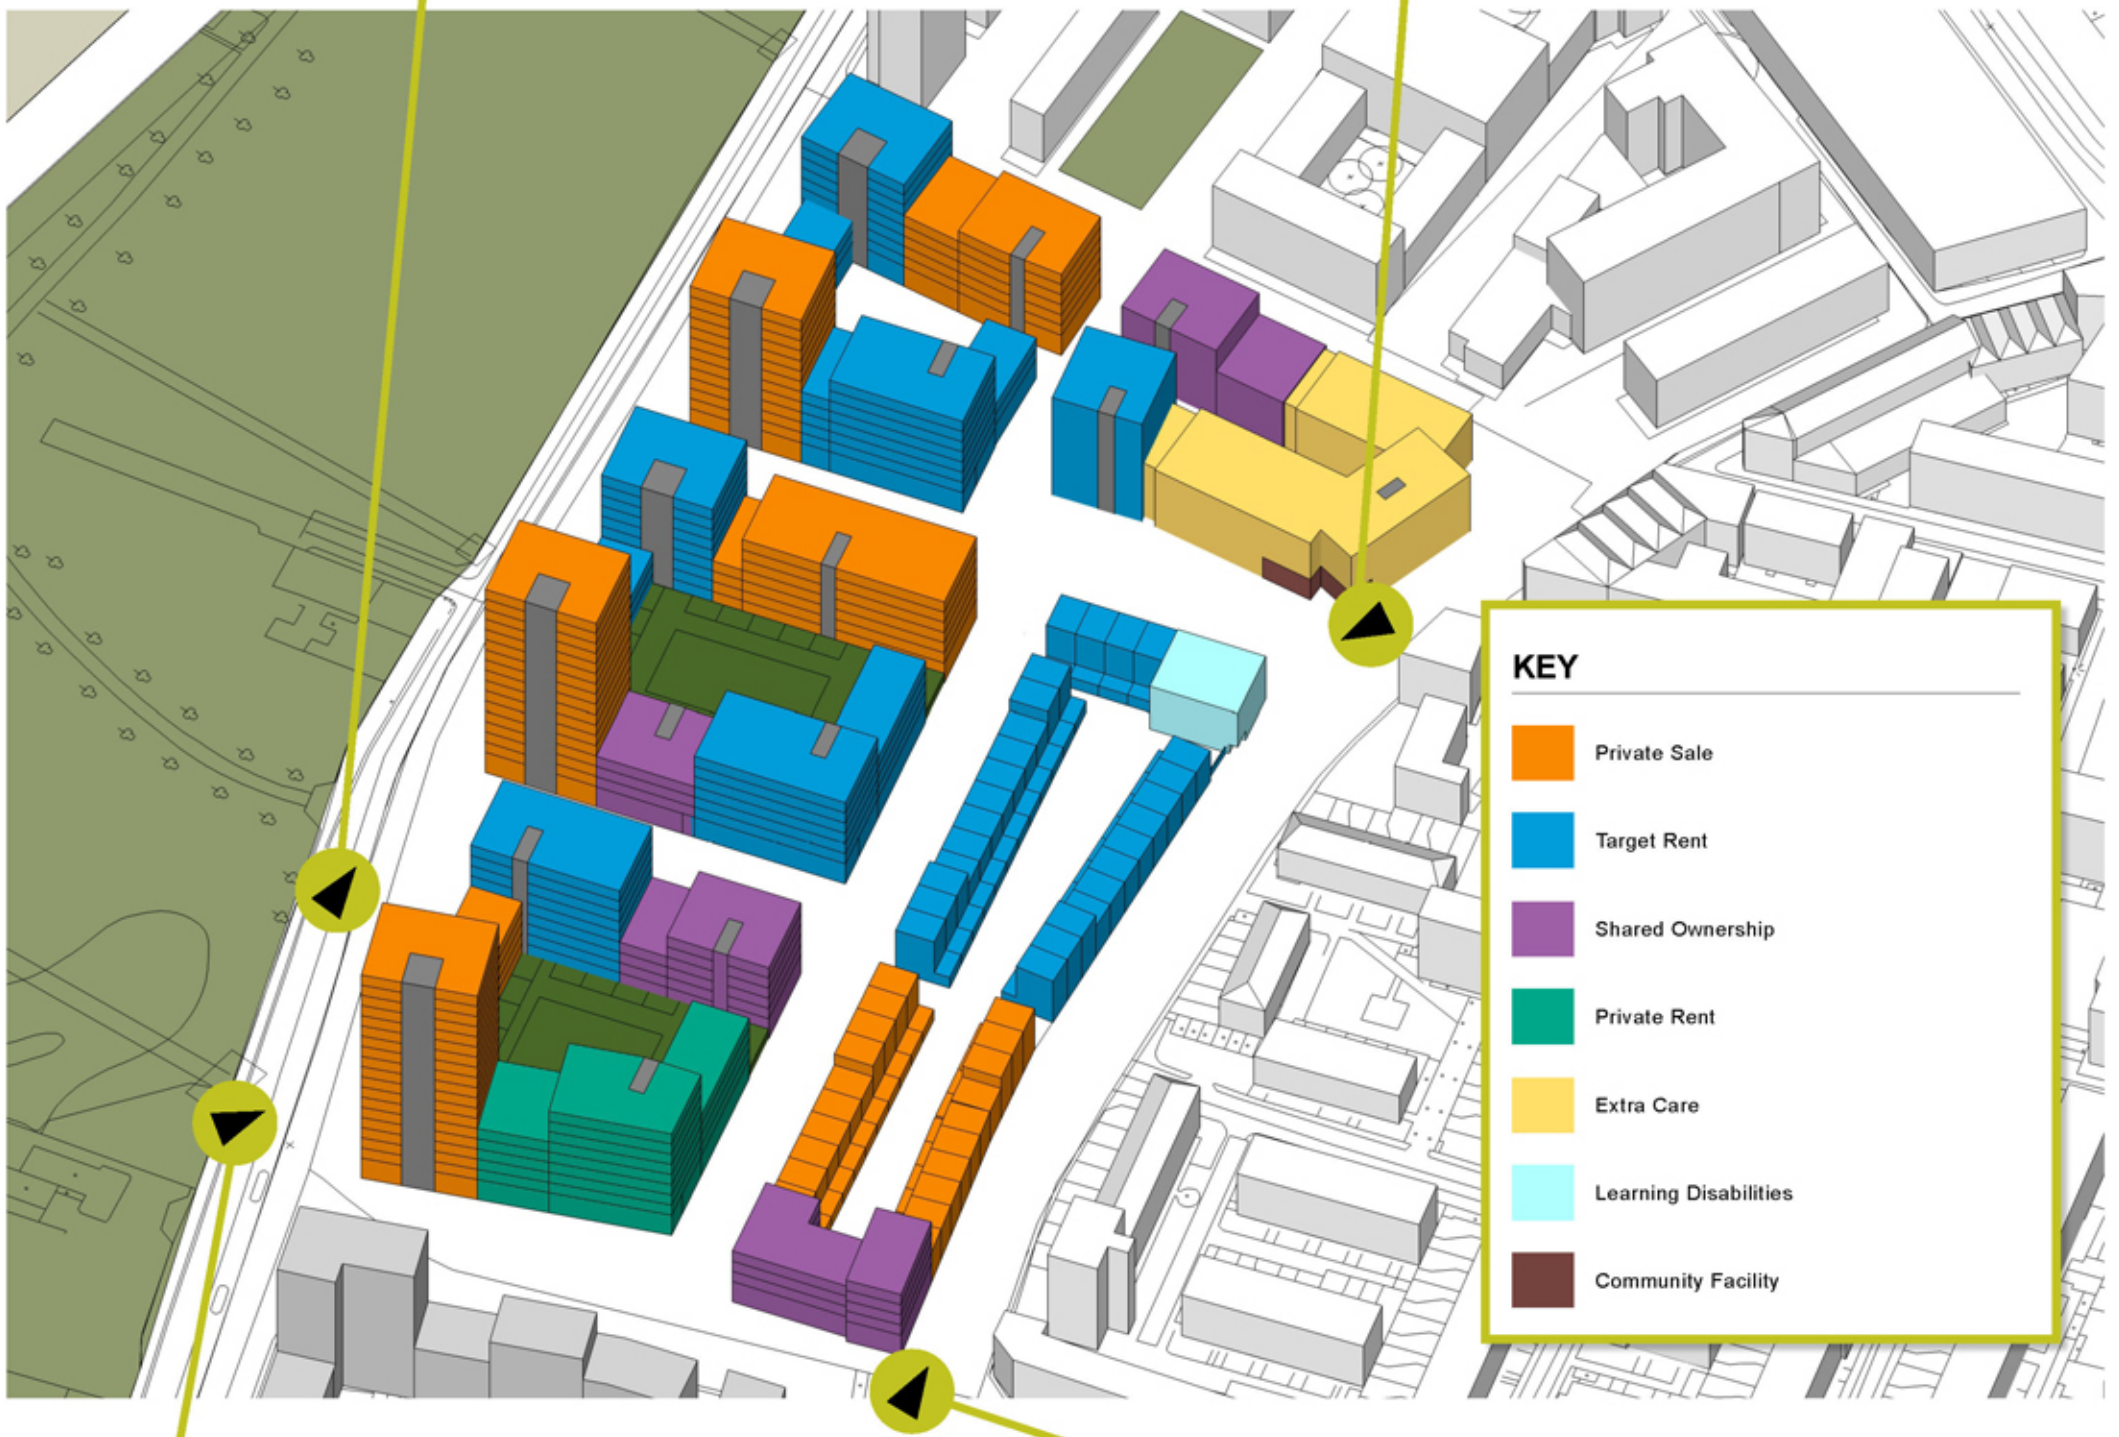 KEY
Private Sale
Target Rent
Shared Ownership
Private Rent
Extra Care
Learning Disabilities
Community Facility